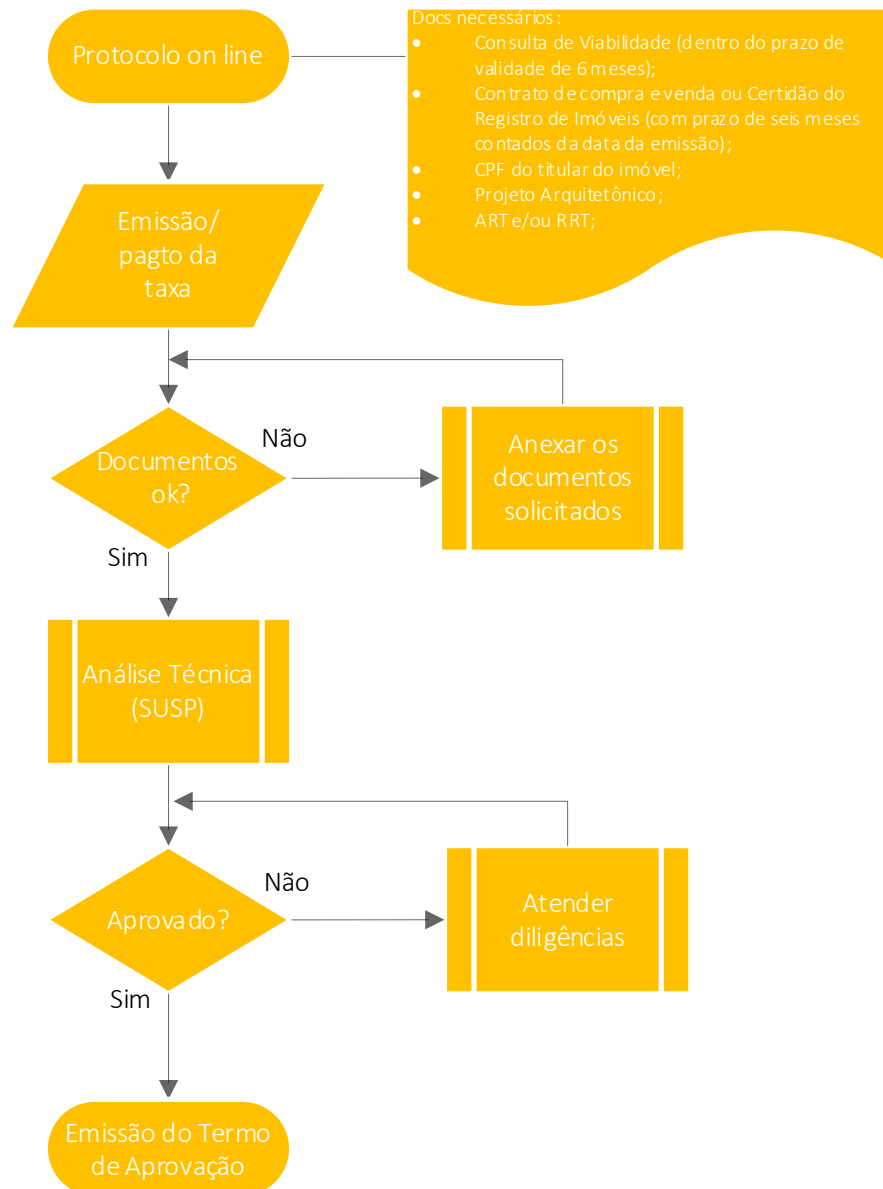 Protocolo on line
Docs necessários:
• Consulta de Viabilidade (dentro do prazo de
validade de 6 meses);
• Contrato de compra e venda ou Certidão do
Registro de Imóveis (com prazo de seis meses
contados da data da emissão);
• CPF do titular do imóvel;
• Projeto Arquitetônico;
• ART e/ou RRT;
Emissão/
pagto da
taxa
Documentos
ok?
Não
Anexar os
documentos
solicitados
Sim
Análise Técnica
(SUSP)
Aprovado?
Não
Atender
diligências
Sim
Emissão do Termo
de Aprovação